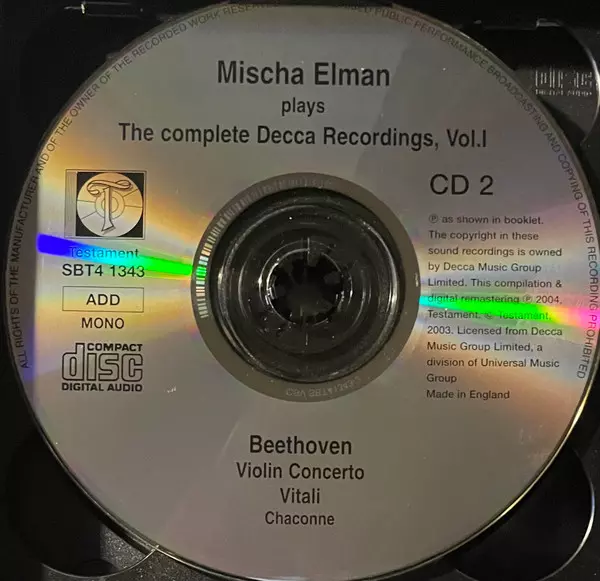 Mischa Elman
plays
The complete Decca Recordings, Vol.I
CD 2
Testament
SBT4 1343
ADD
MONO
COMPACT
disc
DIGITAL AUDIO
℗ as shown in booklet.
The copyright in these
sound recordings is owned
by Decca Music Group
Limited. This compilation &
digital remastering ℗ 2004,
Testament. © Testament,
2003. Licensed from Decca
Music Group Limited, a
division of Universal Music
Group
Made in England
Beethoven
Violin Concerto
Vitali
Chaconne
ALL RIGHTS OF THE MANUFACTURER AND OF THE OWNER OF THE RECORDED WORK RESERVED
PUBLIC PERFORMANCE BROADCASTING AND COPYING OF THIS RECORDING PROHIBITED
DIGITAL AUDIO